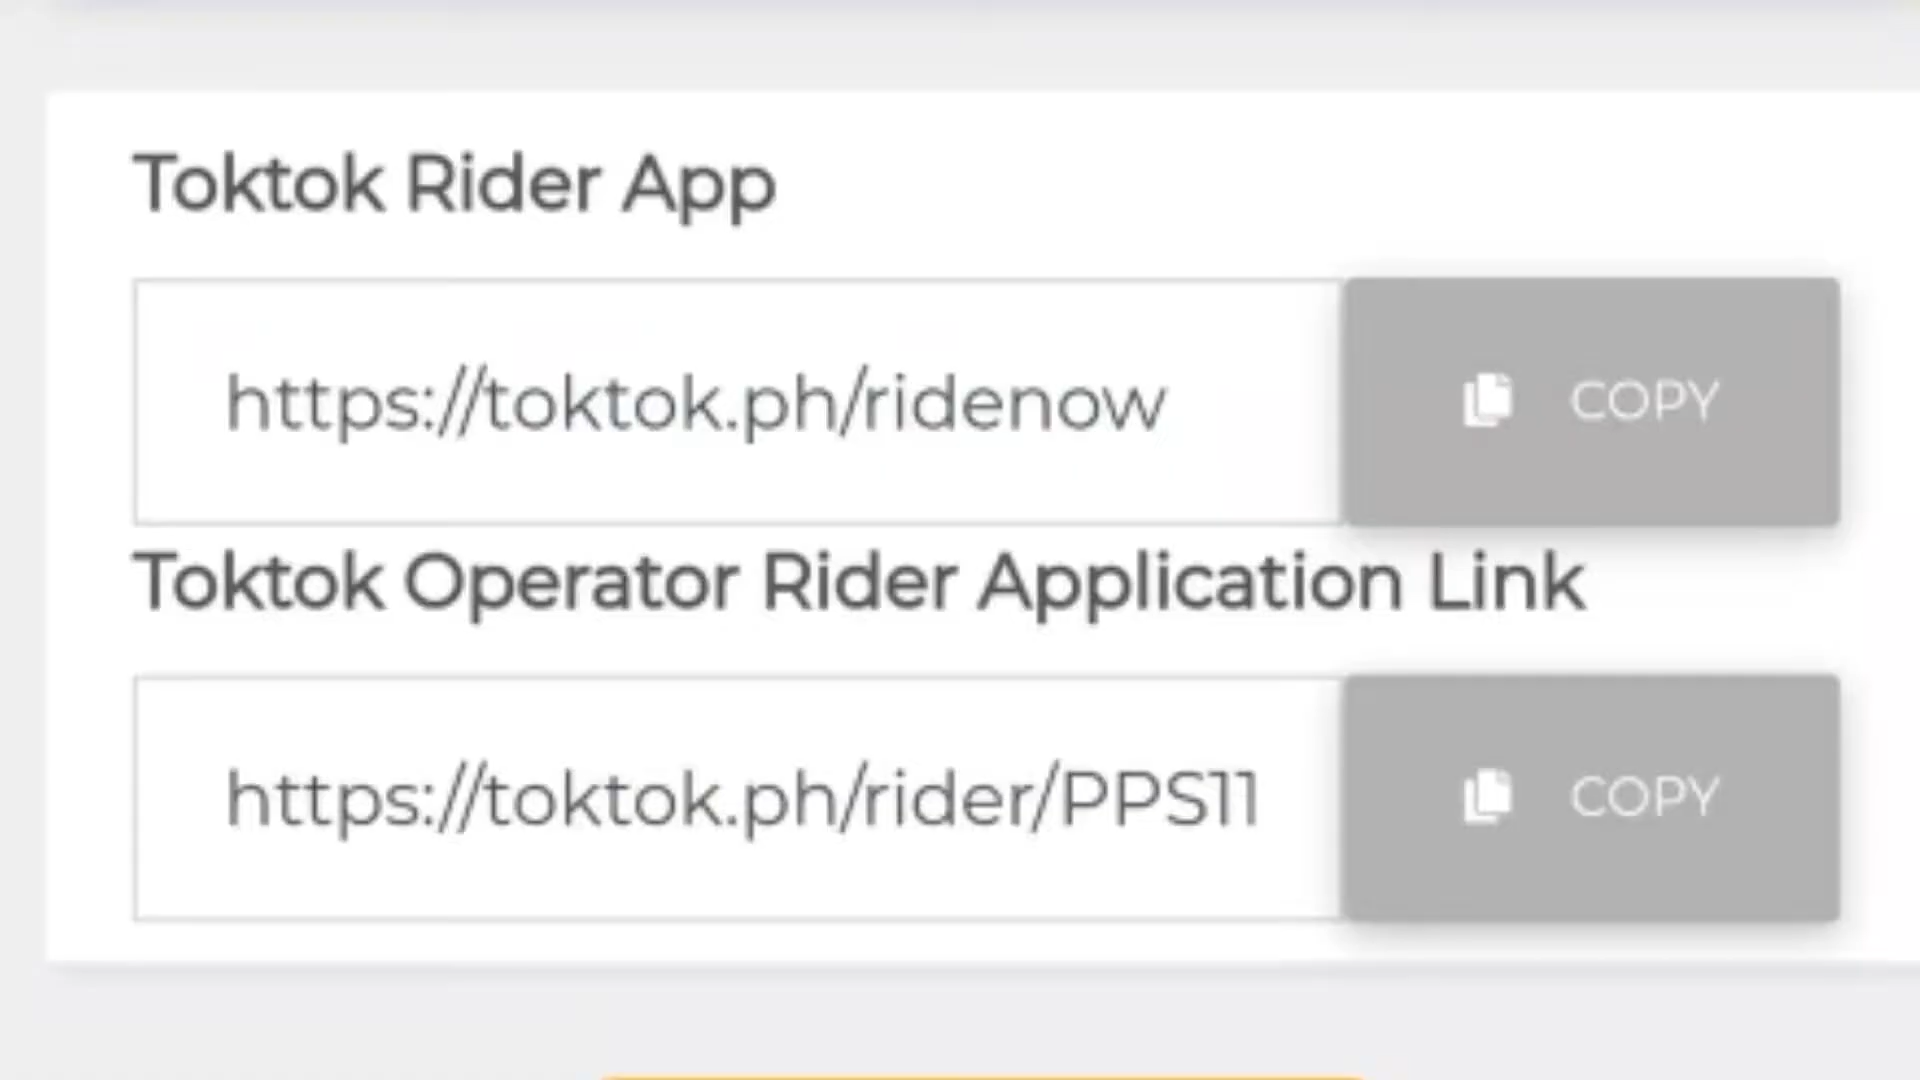 Toktok Rider App
https://toktok.ph/ridenow
COPY
Toktok Operator Rider Application Link
https://toktok.ph/rider/PPS11
COPY